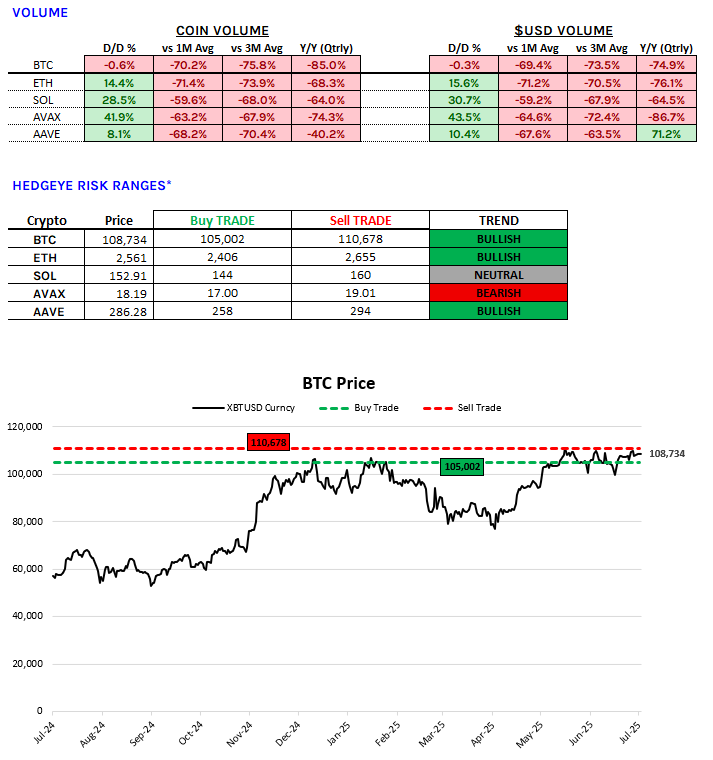 VOLUME
COIN VOLUME $USD VOLUME
D/D % vs 1M Avg vs 3M Avg Y/Y (Qtrly) D/D % vs 1M Avg vs 3M Avg Y/Y (Qtrly)
BTC -0.6% -70.2% -75.8% -85.0% -0.3% -69.4% -73.5% -74.9%
ETH 14.4% -71.4% -73.9% -68.3% 15.6% -71.2% -70.5% -76.1%
SOL 28.5% -59.6% -68.0% -64.0% 30.7% -59.2% -67.9% -64.5%
AVAX 41.9% -63.2% -67.9% -74.3% 43.5% -64.6% -72.4% -86.7%
AAVE 8.1% -68.2% -70.4% -40.2% 10.4% -67.6% -63.5% 71.2%
HEDGEYE RISK RANGES*
Crypto Price Buy TRADE Sell TRADE TREND
BTC 108,734 105,002 110,678 BULLISH
ETH 2,561 2,406 2,655 BULLISH
SOL 152.91 144 160 NEUTRAL
AVAX 18.19 17.00 19.01 BEARISH
AAVE 286.28 258 294 BULLISH
BTC Price
XBTUSD Curncy Buy Trade Sell Trade
120,000
110,678
108,734
105,002
100,000
80,000
60,000
40,000
20,000
0
Jul-24 Aug-24 Sep-24 Oct-24 Nov-24 Dec-24 Jan-25 Feb-25 Mar-25 Apr-25 May-25 Jun-25 Jul-25